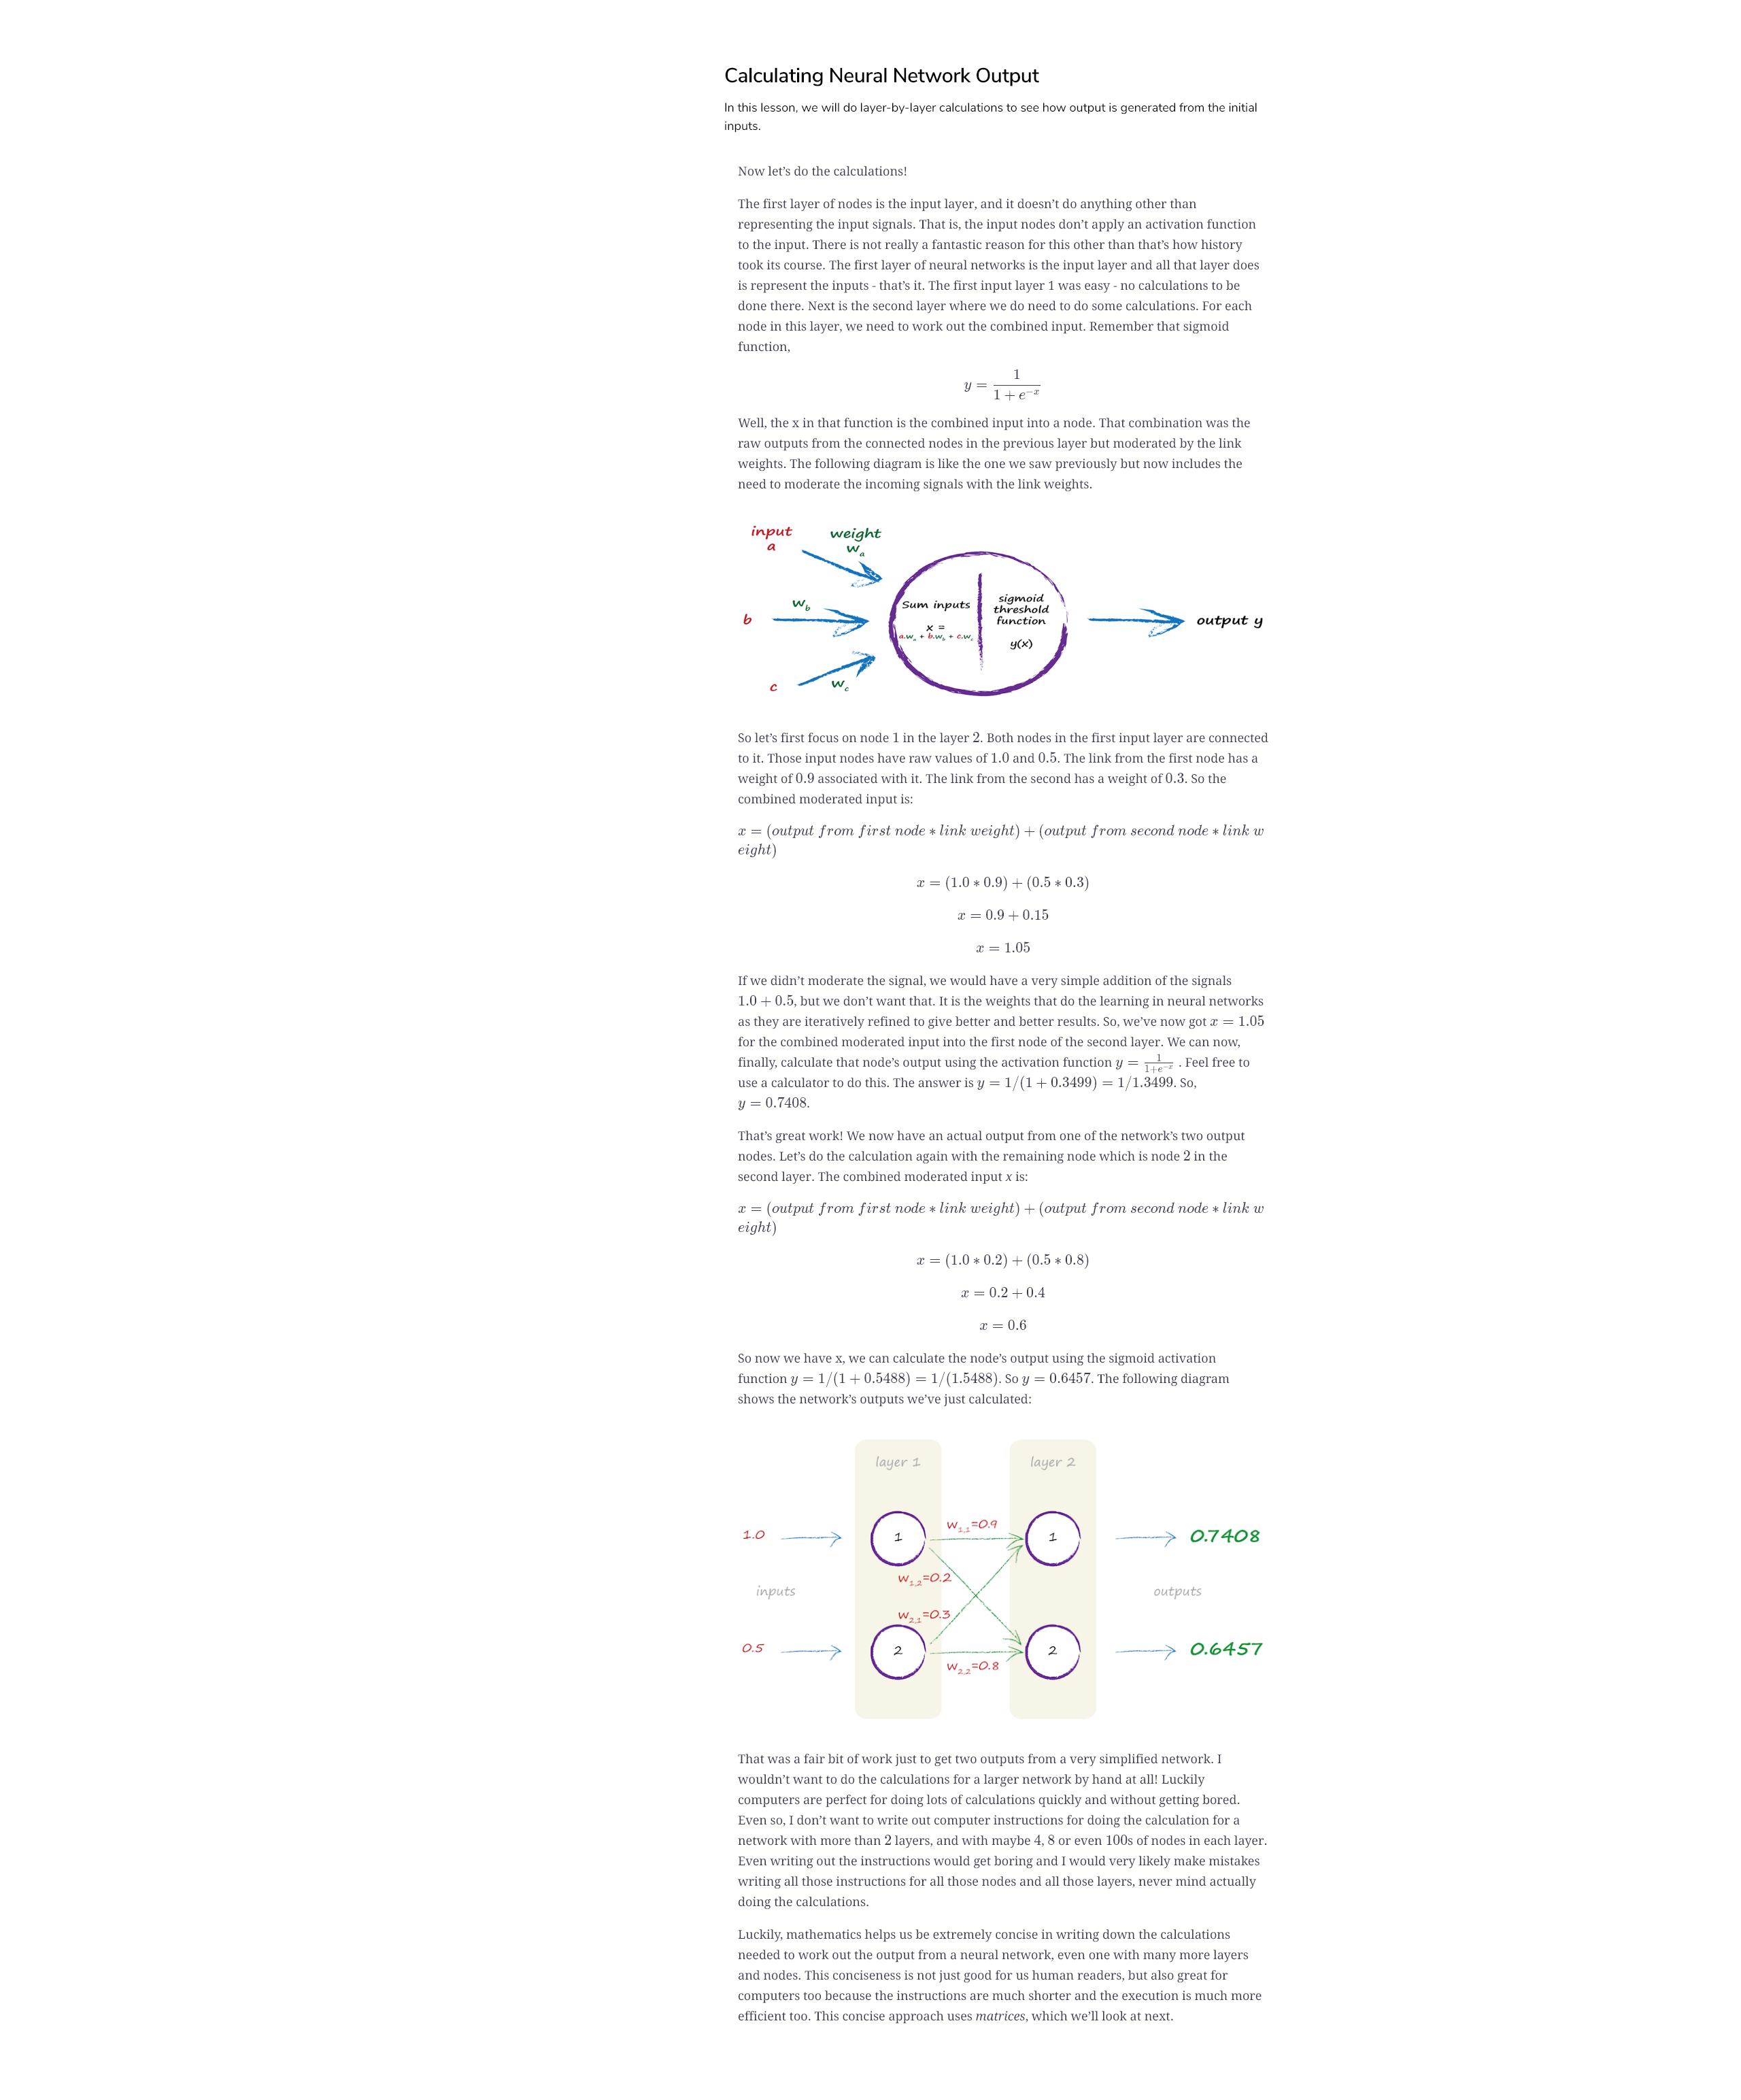 Calculating Neural Network Output
In this lesson, we will do layer-by-layer calculations to see how output is generated from the initial
inputs.
Now let’s do the calculations!
The first layer of nodes is the input layer, and it doesn’t do anything other than
representing the input signals. That is, the input nodes don’t apply an activation function
to the input. There is not really a fantastic reason for this other than that’s how history
took its course. The first layer of neural networks is the input layer and all that layer does
is represent the inputs - that’s it. The first input layer 1 was easy - no calculations to be
done there. Next is the second layer where we do need to do some calculations. For each
node in this layer, we need to work out the combined input. Remember that sigmoid
function,
y = 1 / (1 + e^{-x})
Well, the x in that function is the combined input into a node. That combination was the
raw outputs from the connected nodes in the previous layer but moderated by the link
weights. The following diagram is like the one we saw previously but now includes the
need to moderate the incoming signals with the link weights.
input
a
weight
w_a
b
w_b
c
w_c
Sum inputs
x =
a.w_a + b.w_b + c.w_c
sigmoid
threshold
function
y(x)
output y
So let’s first focus on node 1 in the layer 2. Both nodes in the first input layer are connected
to it. Those input nodes have raw values of 1.0 and 0.5. The link from the first node has a
weight of 0.9 associated with it. The link from the second has a weight of 0.3. So the
combined moderated input is:
x = (output from first node ∗ link weight) + (output from second node ∗ link w
eight)
x = (1.0 ∗ 0.9) + (0.5 ∗ 0.3)
x = 0.9 + 0.15
x = 1.05
If we didn’t moderate the signal, we would have a very simple addition of the signals
1.0 + 0.5, but we don’t want that. It is the weights that do the learning in neural networks
as they are iteratively refined to give better and better results. So, we’ve now got x = 1.05
for the combined moderated input into the first node of the second layer. We can now,
finally, calculate that node’s output using the activation function y = 1/(1+e^{-x}) . Feel free to
use a calculator to do this. The answer is y = 1/(1 + 0.3499) = 1/1.3499. So,
y = 0.7408.
That’s great work! We now have an actual output from one of the network’s two output
nodes. Let’s do the calculation again with the remaining node which is node 2 in the
second layer. The combined moderated input x is:
x = (output from first node ∗ link weight) + (output from second node ∗ link w
eight)
x = (1.0 ∗ 0.2) + (0.5 ∗ 0.8)
x = 0.2 + 0.4
x = 0.6
So now we have x, we can calculate the node’s output using the sigmoid activation
function y = 1/(1 + 0.5488) = 1/(1.5488). So y = 0.6457. The following diagram
shows the network’s outputs we’ve just calculated:
layer 1
layer 2
1.0
1
w_{1,1}=0.9
1
0.7408
w_{1,2}=0.2
inputs
outputs
w_{2,1}=0.3
0.5
2
w_{2,2}=0.8
2
0.6457
That was a fair bit of work just to get two outputs from a very simplified network. I
wouldn’t want to do the calculations for a larger network by hand at all! Luckily
computers are perfect for doing lots of calculations quickly and without getting bored.
Even so, I don’t want to write out computer instructions for doing the calculation for a
network with more than 2 layers, and with maybe 4, 8 or even 100s of nodes in each layer.
Even writing out the instructions would get boring and I would very likely make mistakes
writing all those instructions for all those nodes and all those layers, never mind actually
doing the calculations.
Luckily, mathematics helps us be extremely concise in writing down the calculations
needed to work out the output from a neural network, even one with many more layers
and nodes. This conciseness is not just good for us human readers, but also great for
computers too because the instructions are much shorter and the execution is much more
efficient too. This concise approach uses matrices, which we’ll look at next.